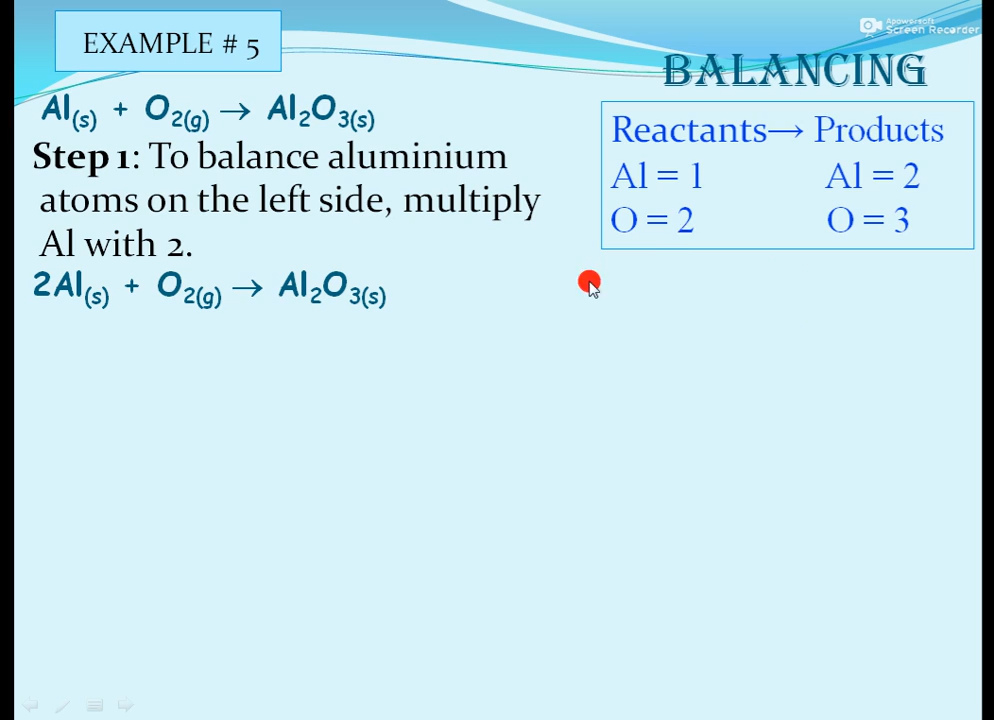 Apowersoft
Screen Recorder
EXAMPLE # 5
BALANCING
Al(s) + O2(g) → Al2O3(s)
Step 1: To balance aluminium
atoms on the left side, multiply
Al with 2.
2Al(s) + O2(g) → Al2O3(s)
Reactants→ Products
Al = 1 Al = 2
O = 2 O = 3